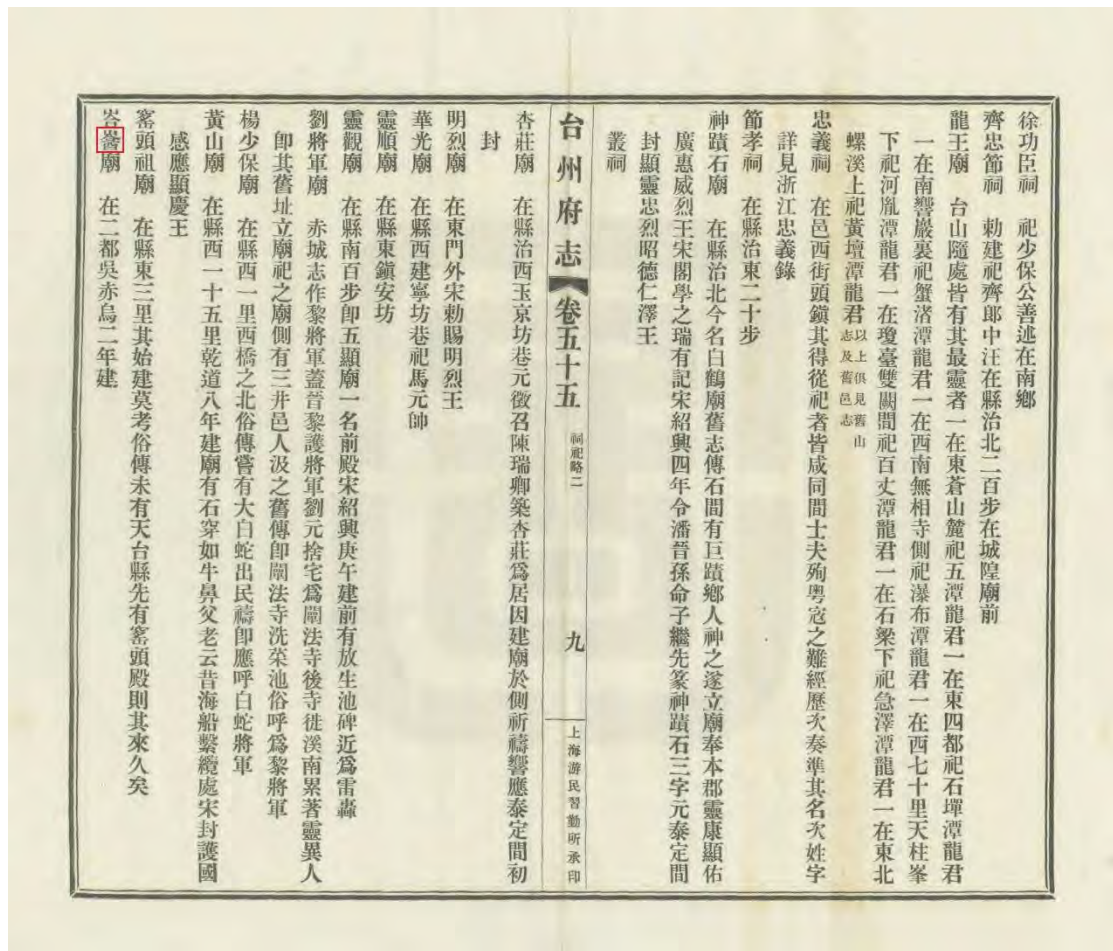 徐功臣祠　祀少保公善述在南鄉
齊忠節祠　勅建祀齊郎中汪在縣治北二百步在城隍廟前
龍王廟　台山隨處皆有其最靈者一在東蒼山麓祀五潭龍君一在東四都祀石墠潭龍君
一在南響巖裏祀蟹渚潭龍君一在西南無相寺側祀瀑布潭龍君一在西七十里天柱峯
下祀河胤潭龍君一在瓊臺雙闕間祀百丈潭龍君一在石梁下祀急澤潭龍君一在東北
螺溪上祀黃壇潭龍君以上俱見舊山志及舊邑志
忠義祠　在邑西街頭鎮其得從祀者皆咸同間士夫殉粵寇之難經歷次奏準其名次姓字
詳見浙江忠義錄
節孝祠　在縣治東二十步
神蹟石廟　在縣治北今名白鶴廟舊志傳石間有巨蹟鄉人神之遂立廟奉本郡靈康顯佑
廣惠威烈王宋閣學之瑞有記宋紹興四年令潘晉孫命子繼先篆神蹟石三字元泰定間
封顯靈忠烈昭德仁澤王
叢祠
台州府志　卷五十五　祠祀略二　九　上海游民習勤所承印
杏莊廟　在縣治西玉京坊巷元徵召陳瑞卿築杏莊爲居因建廟於側祈禱響應泰定間初
封
明烈廟　在東門外宋勅賜明烈王
華光廟　在縣西建寧坊巷祀馬元帥
靈順廟　在縣東鎮安坊
靈觀廟　在縣南百步卽五顯廟一名前殿宋紹興庚午建前有放生池碑近爲雷轟
劉將軍廟　赤城志作黎將軍蓋晉黎護將軍劉元捨宅爲闡法寺後寺徙溪南累著靈異人
卽其舊址立廟祀之廟側有三井邑人汲之舊傳卽闡法寺洗菜池俗呼爲黎將軍
楊少保廟　在縣西一里西橋之北俗傳嘗有大白蛇出民禱卽應呼白蛇將軍
黃山廟　在縣西一十五里乾道八年建廟有石穿如牛鼻父老云昔海船繫纜處宋封護國
感應顯慶王
窰頭祖廟　在縣東三里其始建莫考俗傳未有天台縣先有窰頭殿則其來久矣
廟　在二都吳赤烏二年建